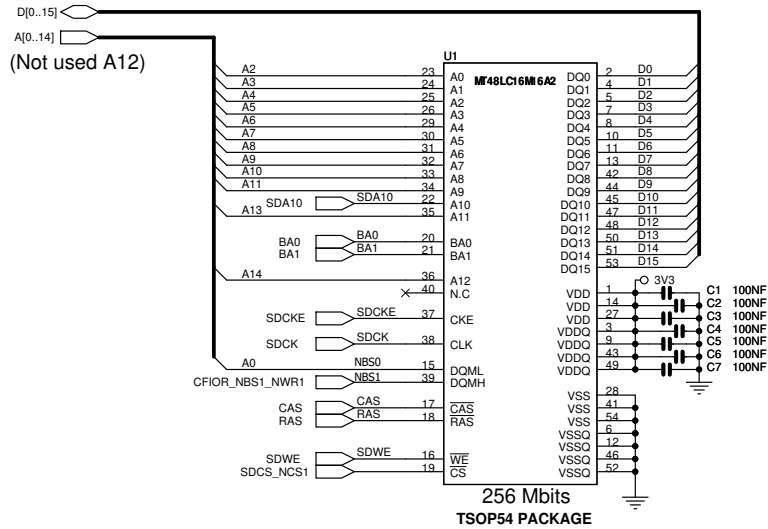 D[0..15]
A[0..14]
(Not used A12)
U1
MT48LC16M16A2
A2 23 A0 DQ0 2 D0
A3 24 A1 DQ1 4 D1
A4 25 A2 DQ2 5 D2
A5 26 A3 DQ3 7 D3
A6 29 A4 DQ4 8 D4
A7 30 A5 DQ5 10 D5
A8 31 A6 DQ6 11 D6
A9 32 A7 DQ7 13 D7
A10 33 A8 DQ8 42 D8
A11 34 A9 DQ9 44 D9
SDA10 SDA10 22 A10 DQ10 45 D10
A13 35 A11 DQ11 47 D11
DQ12 48 D12
BA0 BA0 20 BA0 DQ13 50 D13
BA1 BA1 21 BA1 DQ14 51 D14
DQ15 53 D15
A14 36 A12
3V3
40 N.C VDD 1 C1 100NF
VDD 14 C2 100NF
SDCKE SDCKE 37 CKE VDD 27 C3 100NF
VDDQ 3 C4 100NF
SDCK SDCK 38 CLK VDDQ 9 C5 100NF
VDDQ 43 C6 100NF
A0 NBS0 15 DQML VDDQ 49 C7 100NF
CFIOR_NBS1_NWR1 NBS1 39 DQMH
VSS 28
CAS CAS 17 CAS VSS 41
RAS RAS 18 RAS VSS 54
VSSQ 6
VSSQ 12
SDWE SDWE 16 WE VSSQ 46
SDCS_NCS1 19 CS VSSQ 52
256 Mbits
TSOP54 PACKAGE